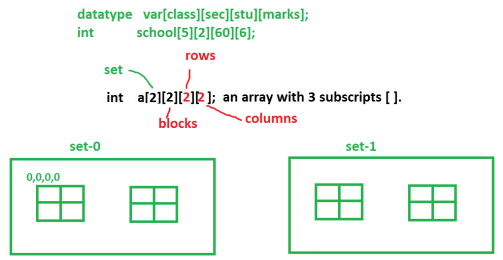 datatype var[class][sec][stu][marks];
int school[5][2][60][6];
rows
set
int a[2][2][2][2]; an array with 3 subscripts [ ].
blocks
columns
set-0
set-1
0,0,0,0